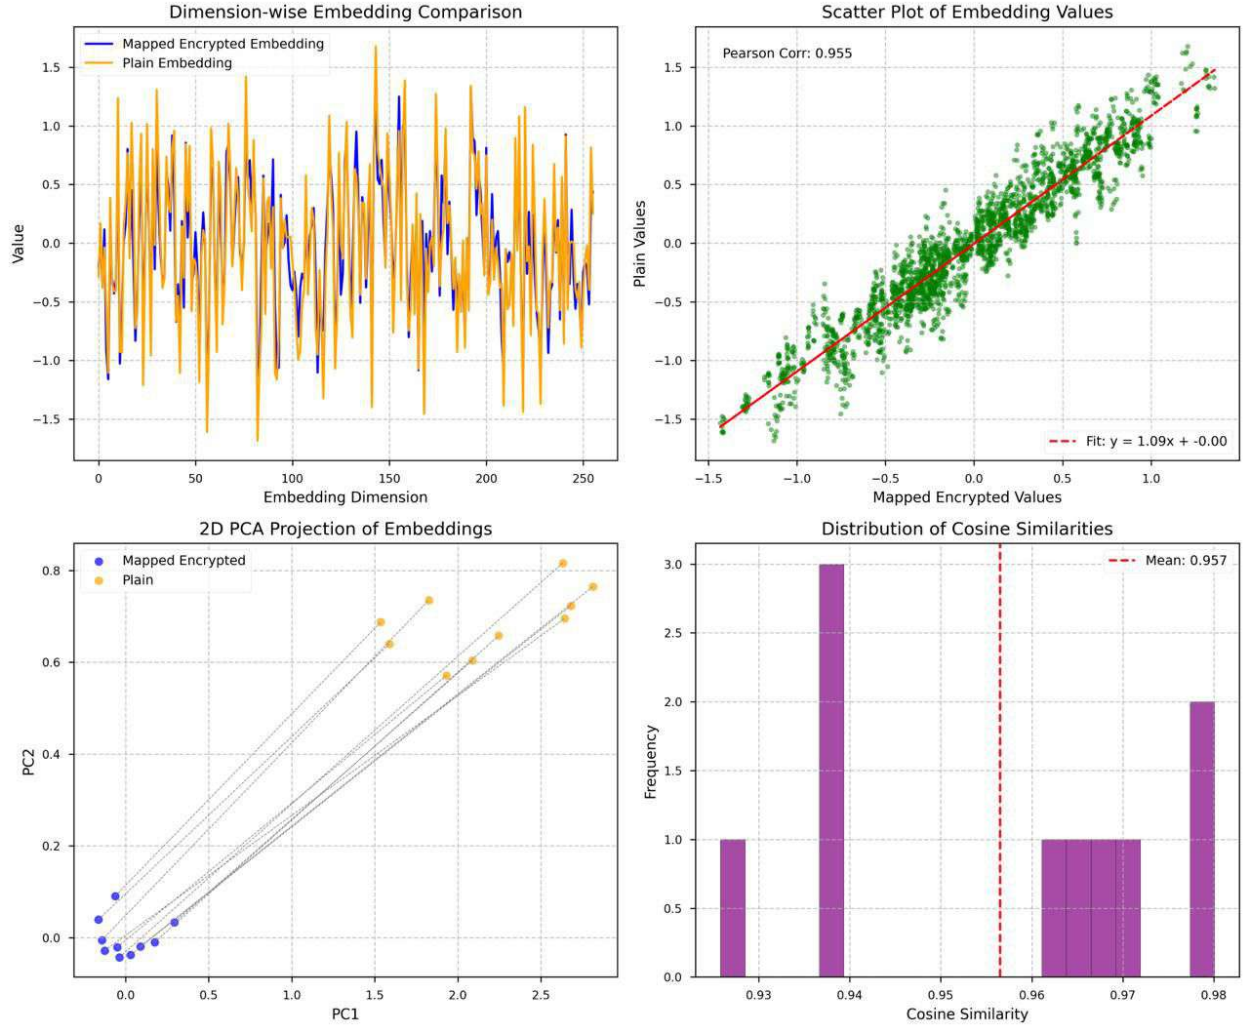 Dimension-wise Embedding Comparison
Mapped Encrypted Embedding
Plain Embedding
1.5
1.0
0.5
0.0
−0.5
−1.0
−1.5
Value
0 50 100 150 200 250
Embedding Dimension
Scatter Plot of Embedding Values
Pearson Corr: 0.955
1.5
1.0
0.5
0.0
−0.5
−1.0
−1.5
Plain Values
Fit: y = 1.09x + -0.00
−1.5 −1.0 −0.5 0.0 0.5 1.0
Mapped Encrypted Values
2D PCA Projection of Embeddings
Mapped Encrypted
Plain
0.8
0.6
0.4
0.2
0.0
PC2
0.0 0.5 1.0 1.5 2.0 2.5
PC1
Distribution of Cosine Similarities
Mean: 0.957
3.0
2.5
2.0
1.5
1.0
0.5
0.0
Frequency
0.93 0.94 0.95 0.96 0.97 0.98
Cosine Similarity